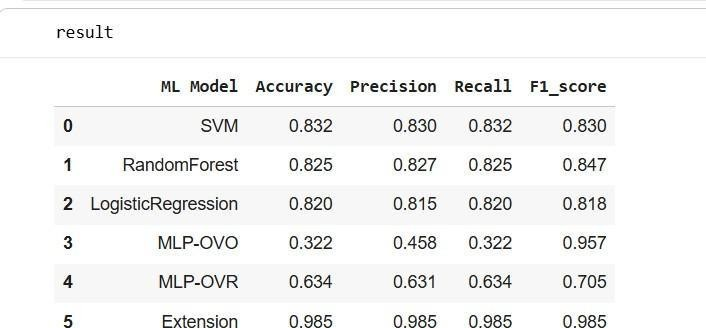 result
ML Model Accuracy Precision Recall F1_score
0 SVM 0.832 0.830 0.832 0.830
1 RandomForest 0.825 0.827 0.825 0.847
2 LogisticRegression 0.820 0.815 0.820 0.818
3 MLP-OVO 0.322 0.458 0.322 0.957
4 MLP-OVR 0.634 0.631 0.634 0.705
5 Extension 0.985 0.985 0.985 0.985